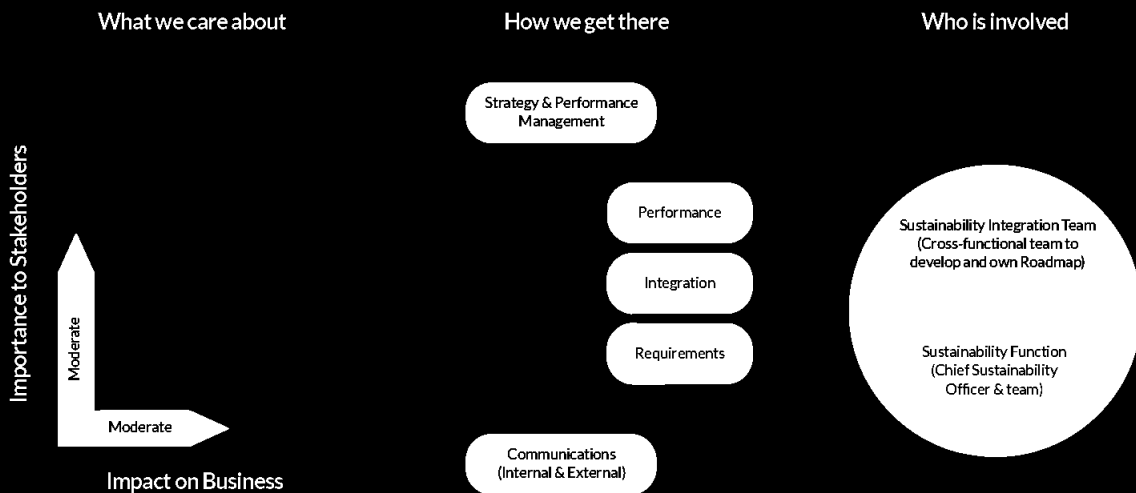 What we care about
How we get there
Who is involved
Importance to Stakeholders
Moderate
Moderate
Impact on Business
Strategy & Performance
Management
Performance
Integration
Requirements
Communications
(Internal & External)
Sustainability Integration Team
(Cross-functional team to
develop and own Roadmap)
Sustainability Function
(Chief Sustainability
Officer & team)